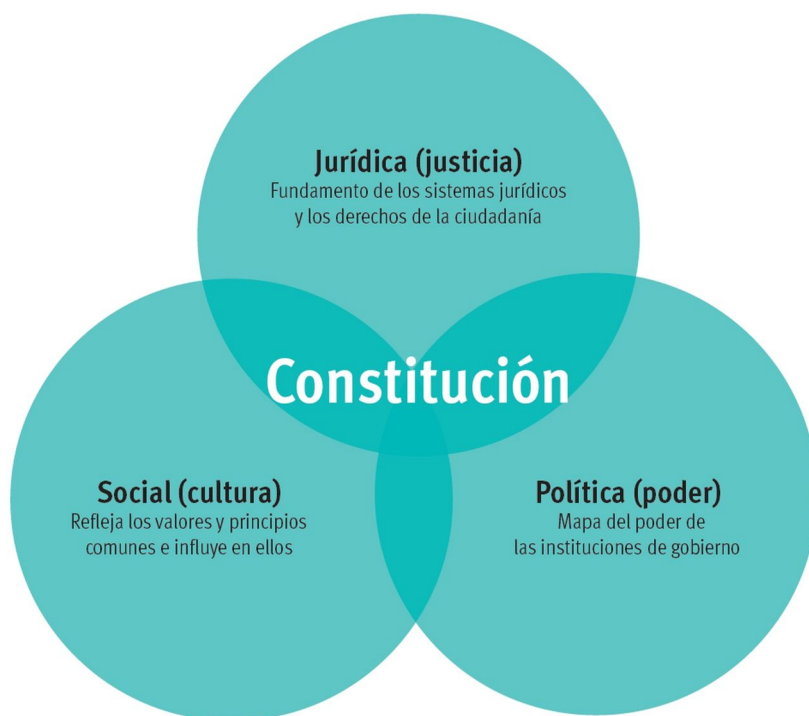 Jurídica (justicia)
Fundamento de los sistemas jurídicos
y los derechos de la ciudadanía
Constitución
Social (cultura)
Refleja los valores y principios
comunes e influye en ellos
Política (poder)
Mapa del poder de
las instituciones de gobierno